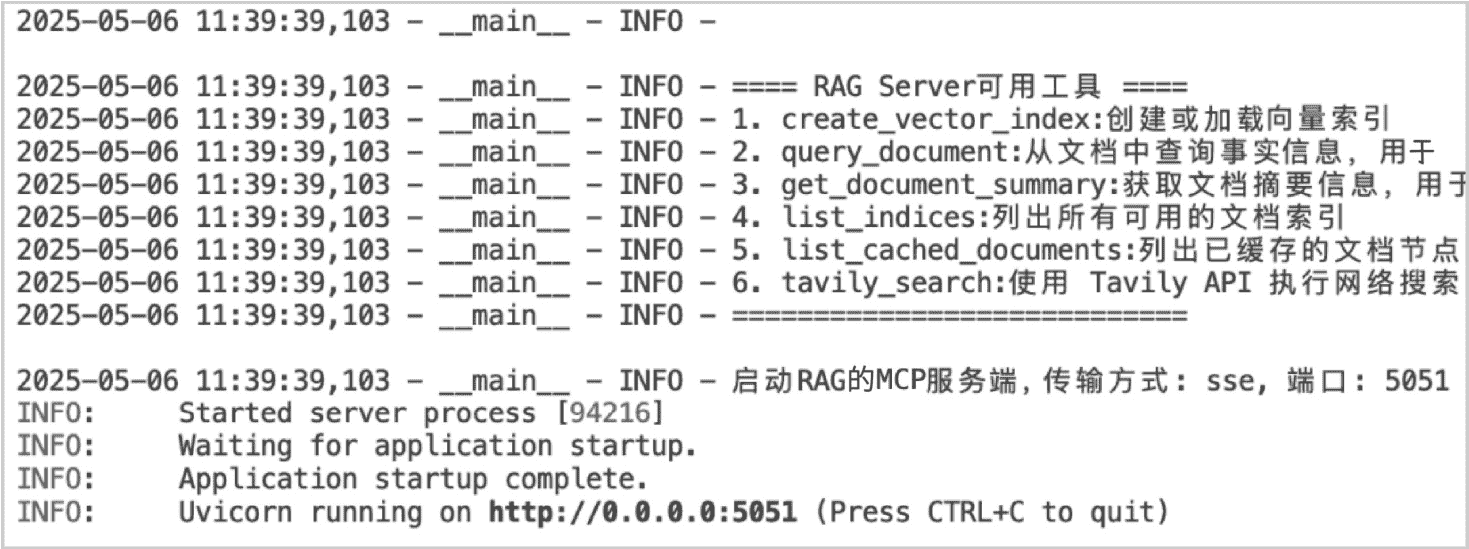 2025-05-06 11:39:39,103 - __main__ - INFO -
2025-05-06 11:39:39,103 - __main__ - INFO - ==== RAG Server可用工具 ====
2025-05-06 11:39:39,103 - __main__ - INFO - 1. create_vector_index:创建或加载向量索引
2025-05-06 11:39:39,103 - __main__ - INFO - 2. query_document:从文档中查询事实信息，用于
2025-05-06 11:39:39,103 - __main__ - INFO - 3. get_document_summary:获取文档摘要信息，用于
2025-05-06 11:39:39,103 - __main__ - INFO - 4. list_indices:列出所有可用的文档索引
2025-05-06 11:39:39,103 - __main__ - INFO - 5. list_cached_documents:列出已缓存的文档节点
2025-05-06 11:39:39,103 - __main__ - INFO - 6. tavily_search:使用 Tavily API 执行网络搜索
2025-05-06 11:39:39,103 - __main__ - INFO - ============================
2025-05-06 11:39:39,103 - __main__ - INFO - 启动RAG的MCP服务端，传输方式: sse, 端口: 5051
INFO:     Started server process [94216]
INFO:     Waiting for application startup.
INFO:     Application startup complete.
INFO:     Uvicorn running on http://0.0.0.0:5051 (Press CTRL+C to quit)